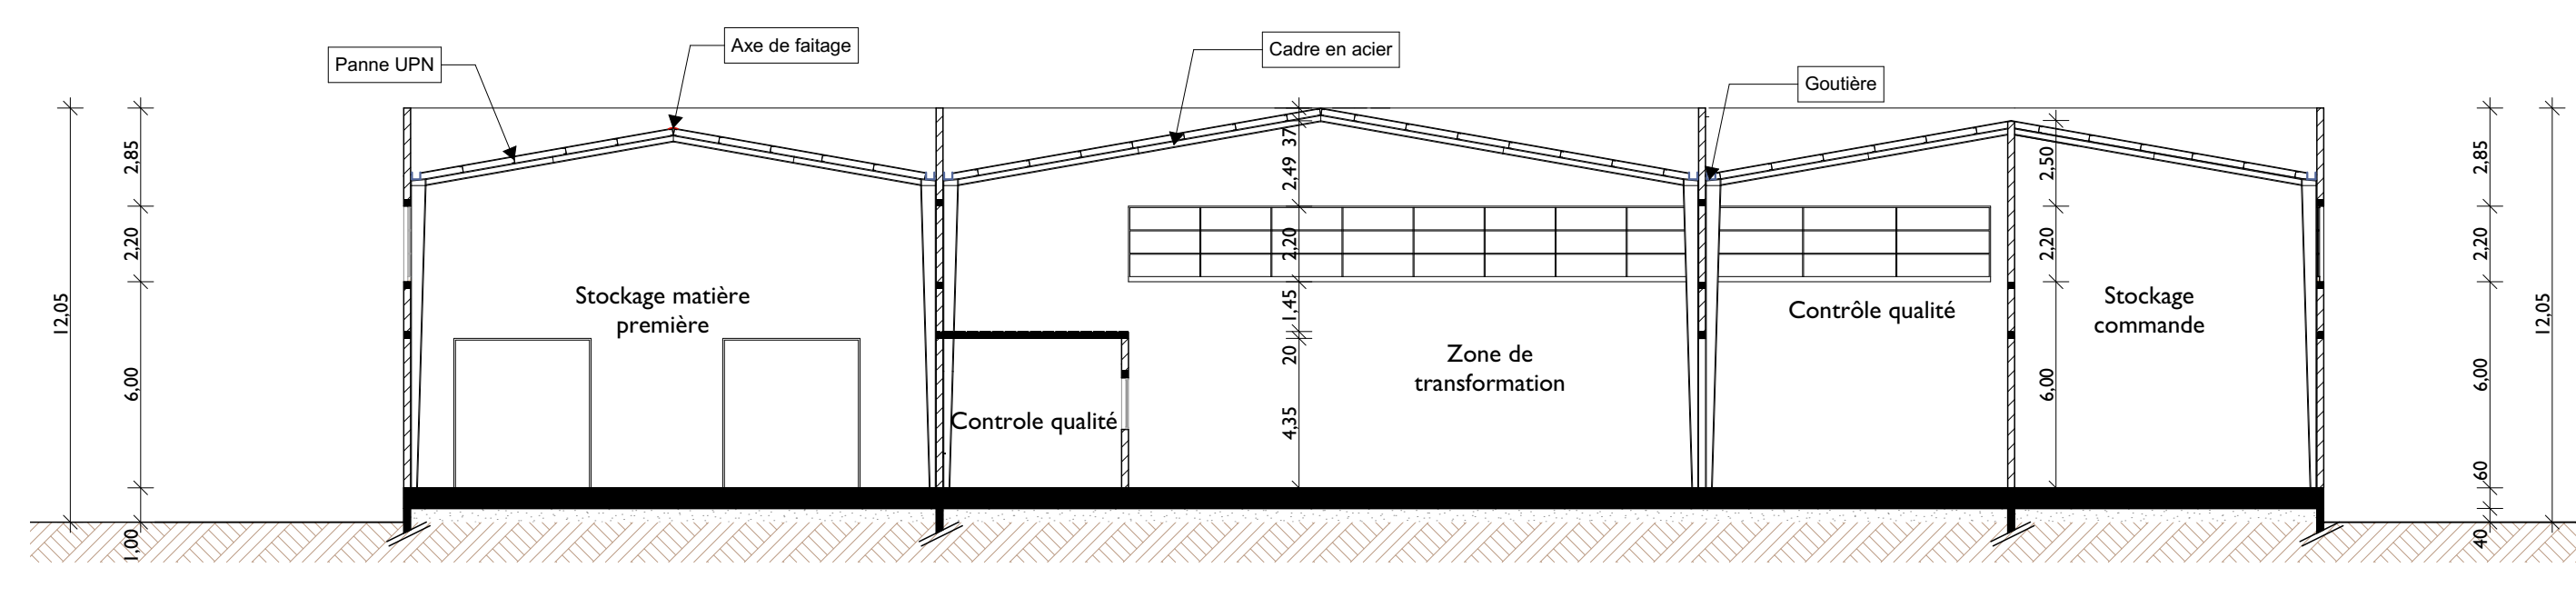 Axe de faitage
Cadre en acier
Panne UPN
Goutière
2,85
37
2,49
2,50
2,85
2,20
2,20
2,20
2,20
12,05
Stockage matière
première
1,45
Contrôle qualité
Stockage
commande
12,05
6,00
20
Zone de
transformation
6,00
6,00
Controle qualité
4,35
60
1,00
40